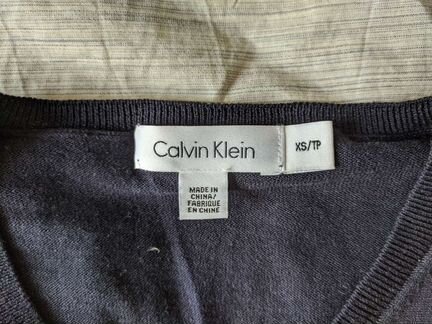 Calvin Klein
XS/TP
MADE IN
CHINA/
FABRIQUÉ
EN CHINE